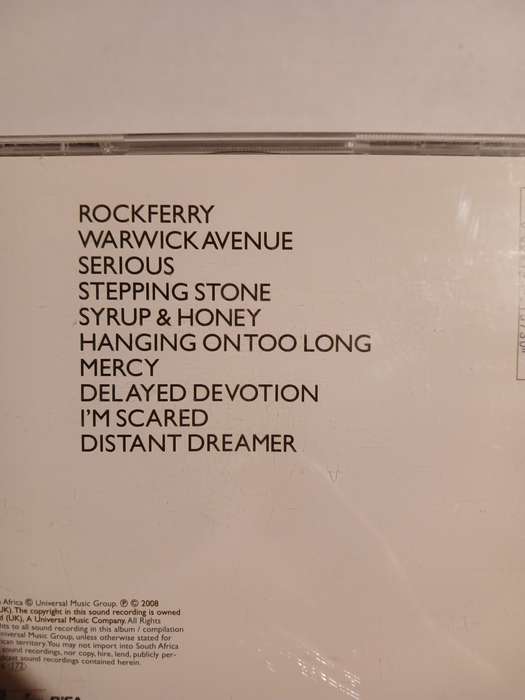 ROCKFERRY
WARWICK AVENUE
SERIOUS
STEPPING STONE
SYRUP & HONEY
HANGING ON TOO LONG
MERCY
DELAYED DEVOTION
I'M SCARED
DISTANT DREAMER
Africa © Universal Music Group. ℗ © 2008
UK). The copyright in this sound recording is owned
(UK), A Universal Music Company. All Rights
to all sound recording in this album / compilation
Universal Music Group, unless otherwise stated for
territory. You may not import into South Africa
sound recordings, nor copy, hire, lend, publicly per-
sound recordings contained herein.